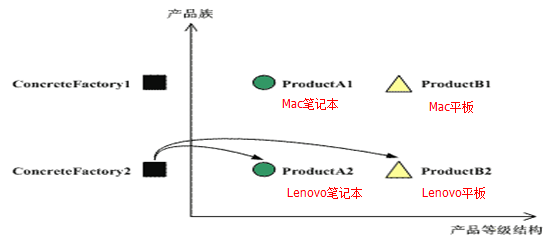 产品族
ConcreteFactory1
ProductA1
ProductB1
Mac笔记本
Mac平板
ConcreteFactory2
ProductA2
ProductB2
Lenovo笔记本
Lenovo平板
产品等级结构